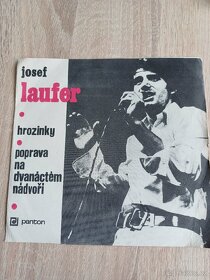 josef
laufer
hrozinky
poprava
na
dvanáctém
nádvoří
panton